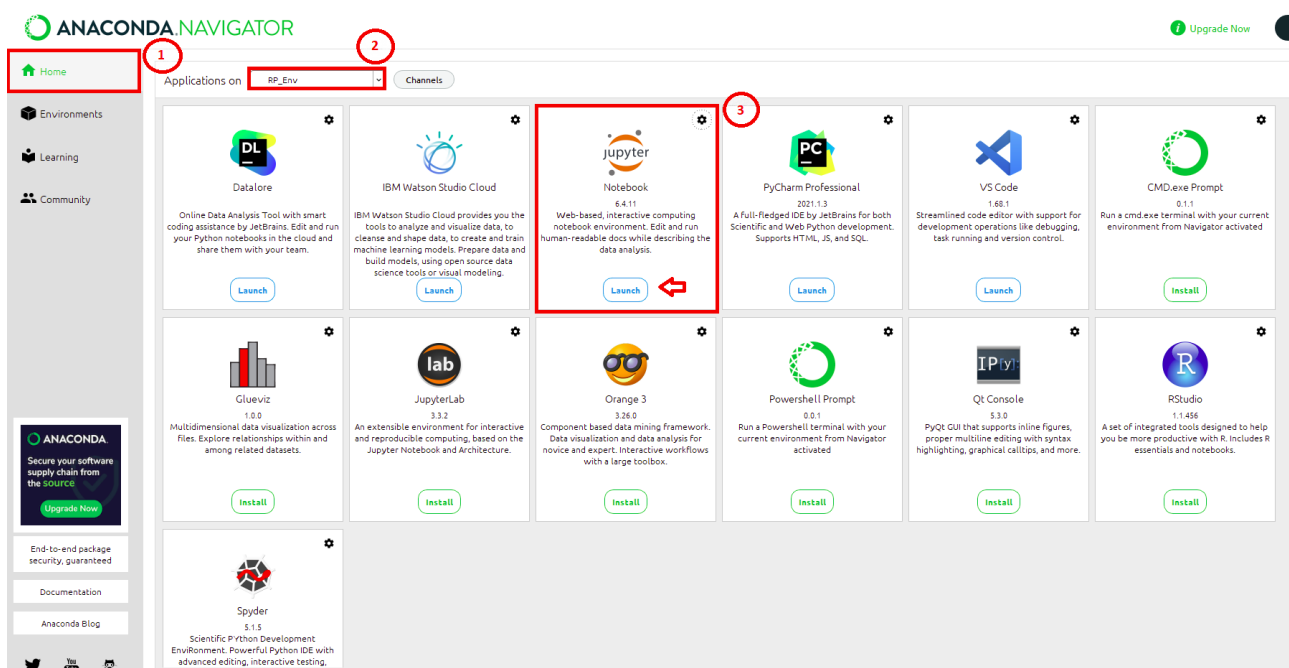 ANACONDA.NAVIGATOR
i Upgrade Now
1
2
Home
Applications on RP_Env Channels
Environments
Learning
Community
3
DL
Datalore
Online Data Analysis Tool with smart
coding assistance by JetBrains. Edit and run
your Python notebooks in the cloud and
share them with your team.
Launch
IBM Watson Studio Cloud
IBM Watson Studio Cloud provides you the
tools to analyze and visualize data, to
cleanse and shape data, to create and train
machine learning models. Prepare data and
build models, using open source data
science tools or visual modeling.
Launch
jupyter
Notebook
6.4.11
Web-based, interactive computing
notebook environment. Edit and run
human-readable docs while describing the
data analysis.
Launch
PC
PyCharm Professional
2021.1.3
A full-fledged IDE by JetBrains for both
Scientific and Web Python development.
Supports HTML, JS, and SQL.
Launch
VS Code
1.68.1
Streamlined code editor with support for
development operations like debugging,
task running and version control.
Launch
CMD.exe Prompt
0.1.1
Run a cmd.exe terminal with your current
environment from Navigator activated
Install
Glueviz
1.0.0
Multidimensional data visualization across
files. Explore relationships within and
among related datasets.
Install
lab
JupyterLab
3.3.2
An extensible environment for interactive
and reproducible computing, based on the
Jupyter Notebook and Architecture.
Install
Orange 3
3.26.0
Component based data mining framework.
Data visualization and data analysis for
novice and expert. Interactive workflows
with a large toolbox.
Install
Powershell Prompt
0.0.1
Run a Powershell terminal with your
current environment from Navigator
activated
Install
IP[y]:
Qt Console
5.3.0
PyQt GUI that supports inline figures,
proper multiline editing with syntax
highlighting, graphical calltips, and more.
Install
R
RStudio
1.1.456
A set of integrated tools designed to help
you be more productive with R. Includes R
essentials and notebooks.
Install
Spyder
5.1.5
Scientific PYthon Development
EnviRonment. Powerful Python IDE with
advanced editing, interactive testing,
ANACONDA.
Secure your software
supply chain from
the source
Upgrade Now
End-to-end package
security, guaranteed
Documentation
Anaconda Blog
You